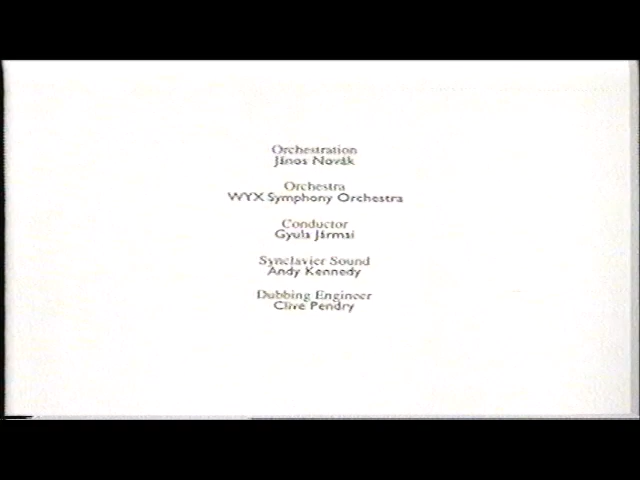 Orchestration
János Novák
Orchestra
WYX Symphony Orchestra
Conductor
Gyula Jármai
Synclavier Sound
Andy Kennedy
Dubbing Engineer
Clive Pendry